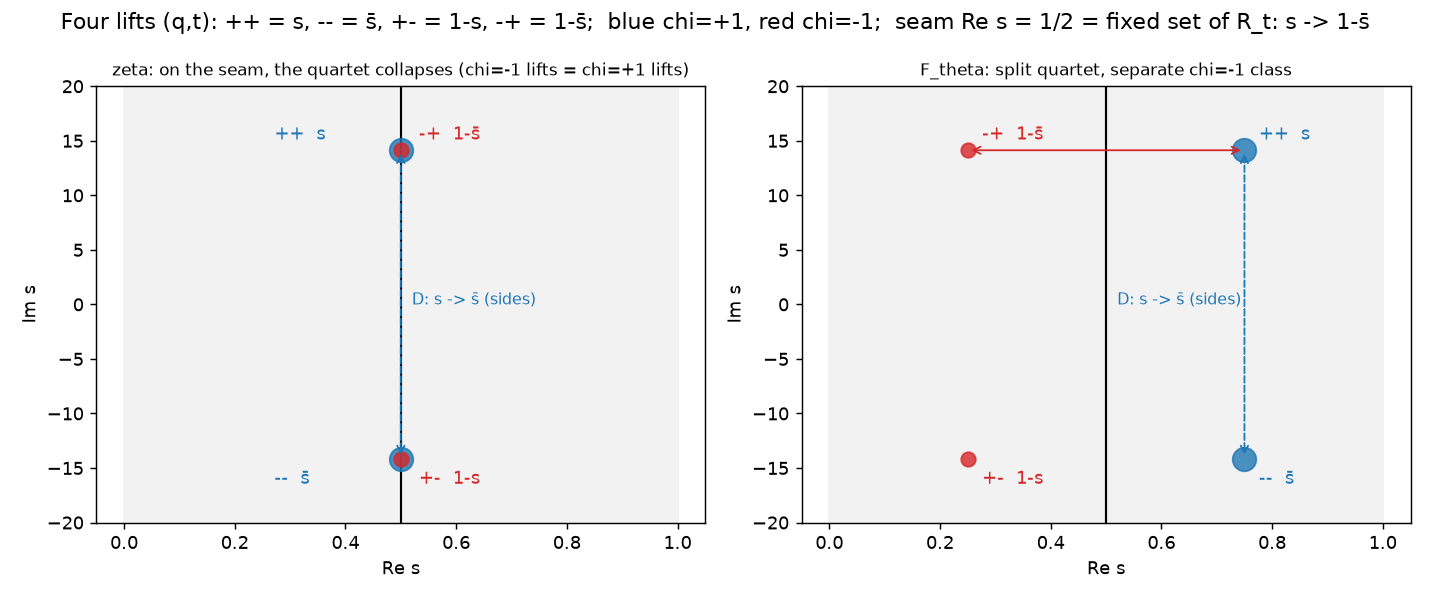 Four lifts (q,t): ++ = s, -- = s̄, +- = 1-s, -+ = 1-s̄;  blue chi=+1, red chi=-1;  seam Re s = 1/2 = fixed set of R_t: s -> 1-s̄
zeta: on the seam, the quartet collapses (chi=-1 lifts = chi=+1 lifts)
20
15
10
5
0
−5
−10
−15
−20
Im s
++ s
-+ 1-s̄
D: s -> s̄ (sides)
-- s̄
+- 1-s
0.0
0.2
0.4
0.6
0.8
1.0
Re s
F_theta: split quartet, separate chi=-1 class
20
15
10
5
0
−5
−10
−15
−20
Im s
-+ 1-s̄
++ s
D: s -> s̄ (sides)
+- 1-s
-- s̄
0.0
0.2
0.4
0.6
0.8
1.0
Re s